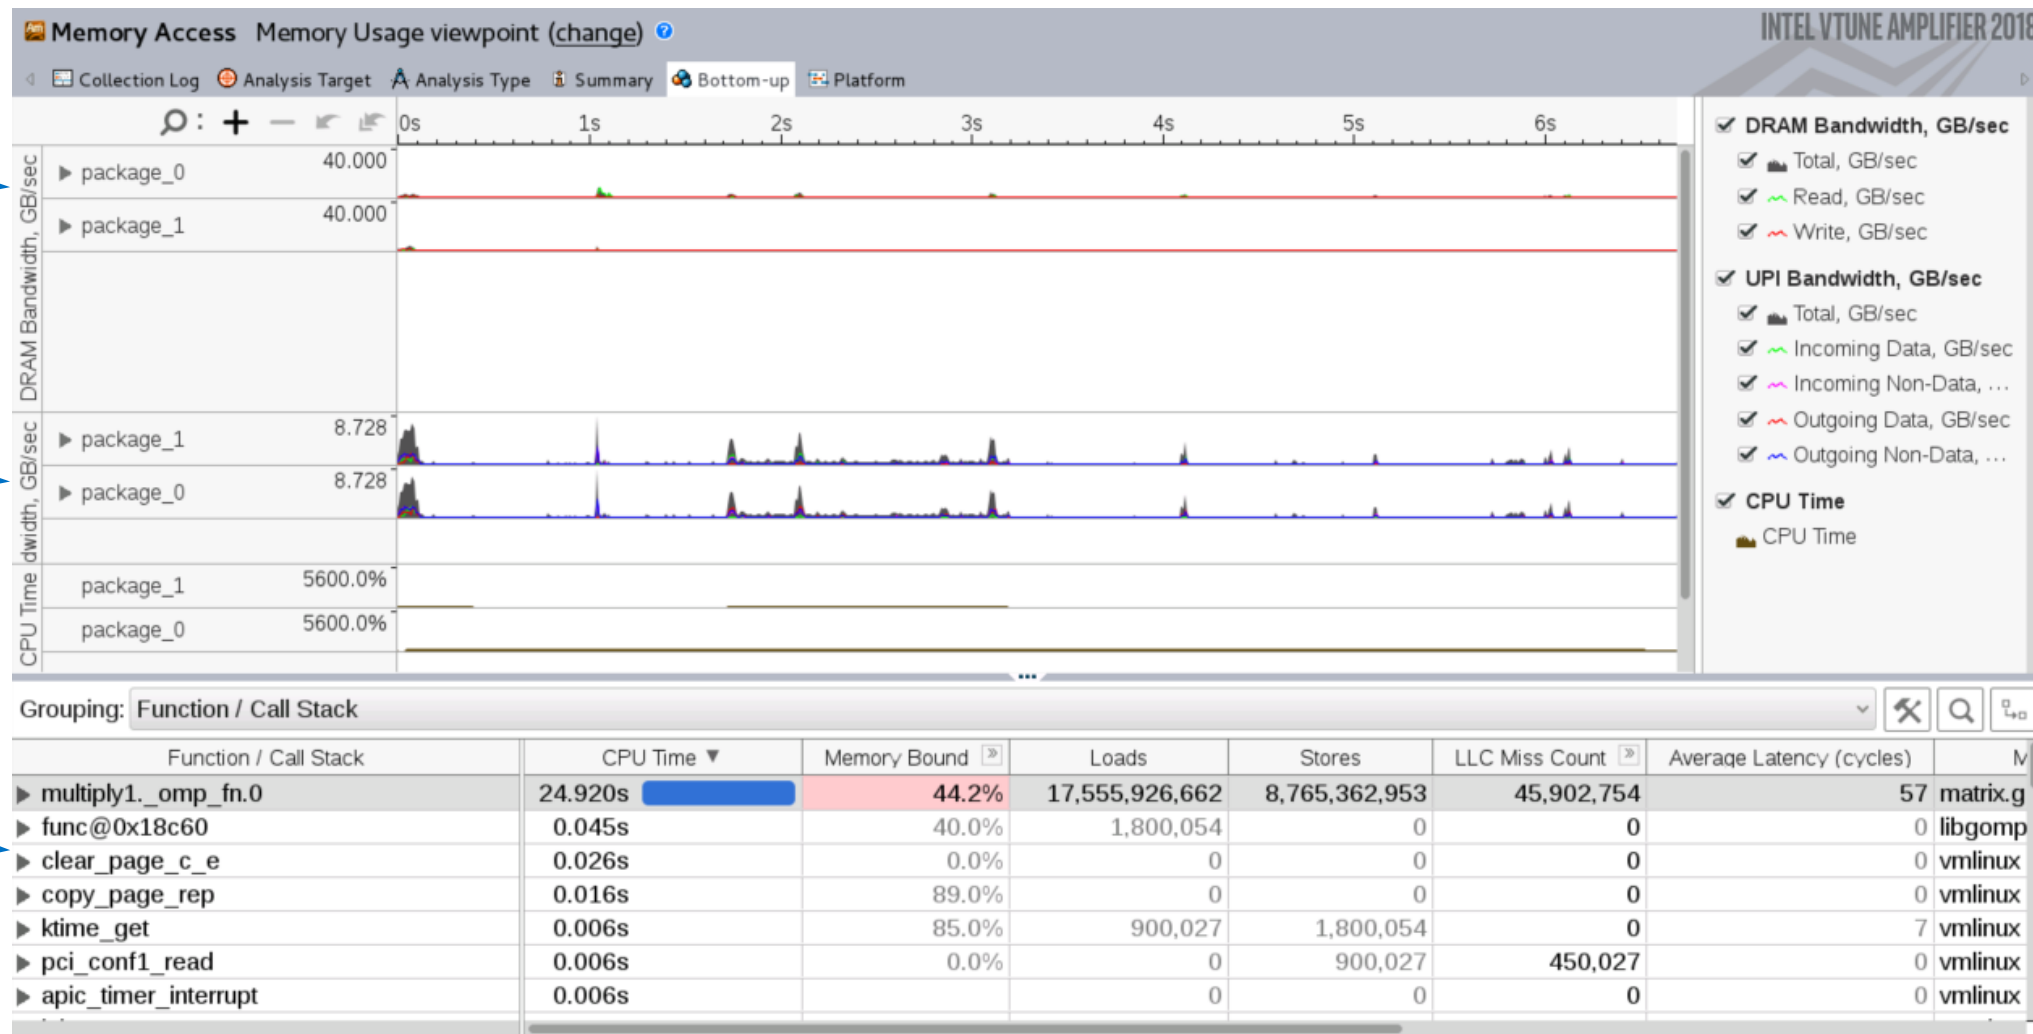 Memory Access Memory Usage viewpoint (change) ?
INTEL VTUNE AMPLIFIER 2018
Collection Log Analysis Target Analysis Type Summary Bottom-up Platform
0s 1s 2s 3s 4s 5s 6s
DRAM Bandwidth, GB/sec
package_0 40.000
package_1 40.000
dwidth, GB/sec
package_1 8.728
package_0 8.728
CPU Time
package_1 5600.0%
package_0 5600.0%
DRAM Bandwidth, GB/sec
Total, GB/sec
Read, GB/sec
Write, GB/sec
UPI Bandwidth, GB/sec
Total, GB/sec
Incoming Data, GB/sec
Incoming Non-Data, ...
Outgoing Data, GB/sec
Outgoing Non-Data, ...
CPU Time
CPU Time
Grouping: Function / Call Stack
Function / Call Stack CPU Time ▼ Memory Bound » Loads Stores LLC Miss Count » Average Latency (cycles) M
multiply1._omp_fn.0 24.920s 44.2% 17,555,926,662 8,765,362,953 45,902,754 57 matrix.g
func@0x18c60 0.045s 40.0% 1,800,054 0 0 0 libgomp
clear_page_c_e 0.026s 0.0% 0 0 0 0 vmlinux
copy_page_rep 0.016s 89.0% 0 0 0 0 vmlinux
ktime_get 0.006s 85.0% 900,027 1,800,054 0 7 vmlinux
pci_conf1_read 0.006s 0.0% 0 900,027 450,027 0 vmlinux
apic_timer_interrupt 0.006s 0 0 0 0 vmlinux